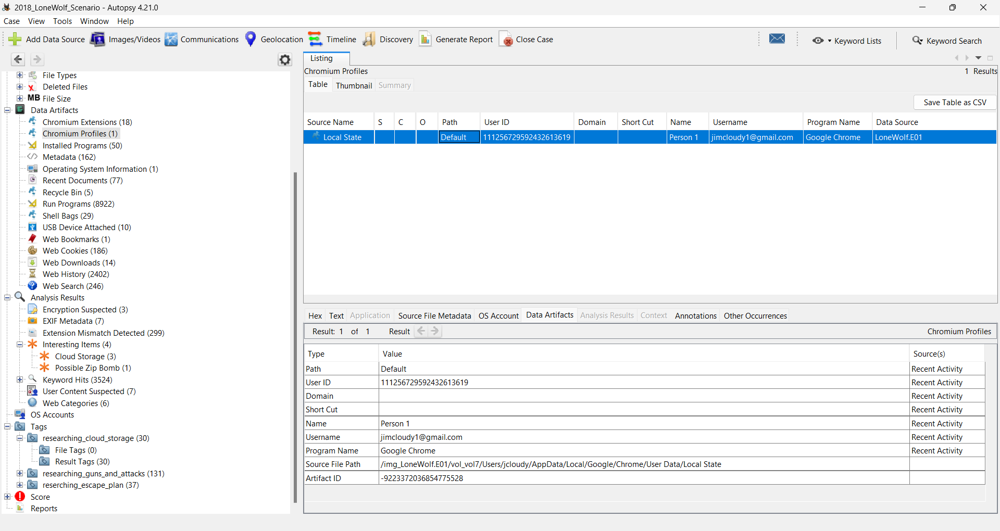 2018_LoneWolf_Scenario - Autopsy 4.21.0
Case View Tools Window Help
Add Data Source Images/Videos Communications Geolocation Timeline Discovery Generate Report Close Case Keyword Lists Keyword Search
File Types
Deleted Files
MB File Size
Data Artifacts
Chromium Extensions (18)
Chromium Profiles (1)
Installed Programs (50)
Metadata (162)
Operating System Information (1)
Recent Documents (77)
Recycle Bin (5)
Run Programs (8922)
Shell Bags (29)
USB Device Attached (10)
Web Bookmarks (1)
Web Cookies (186)
Web Downloads (14)
Web History (2402)
Web Search (246)
Analysis Results
Encryption Suspected (3)
EXIF Metadata (7)
Extension Mismatch Detected (299)
Interesting Items (4)
Cloud Storage (3)
Possible Zip Bomb (1)
Keyword Hits (3524)
User Content Suspected (7)
Web Categories (6)
OS Accounts
Tags
researching_cloud_storage (30)
File Tags (0)
Result Tags (30)
researching_guns_and_attacks (131)
reserching_escape_plan (37)
Score
Reports
Listing
Chromium Profiles 1 Results
Table Thumbnail Summary
Save Table as CSV
Source Name S C O Path User ID Domain Short Cut Name Username Program Name Data Source
Local State Default 111256729592432613619 Person 1 jimcloudy1@gmail.com Google Chrome LoneWolf.E01
Hex Text Application Source File Metadata OS Account Data Artifacts Analysis Results Context Annotations Other Occurrences
Result: 1 of 1 Result Chromium Profiles
Type Value Source(s)
Path Default Recent Activity
User ID 111256729592432613619 Recent Activity
Domain Recent Activity
Short Cut Recent Activity
Name Person 1 Recent Activity
Username jimcloudy1@gmail.com Recent Activity
Program Name Google Chrome Recent Activity
Source File Path /img_LoneWolf.E01/vol_vol7/Users/jcloudy/AppData/Local/Google/Chrome/User Data/Local State
Artifact ID -9223372036854775528